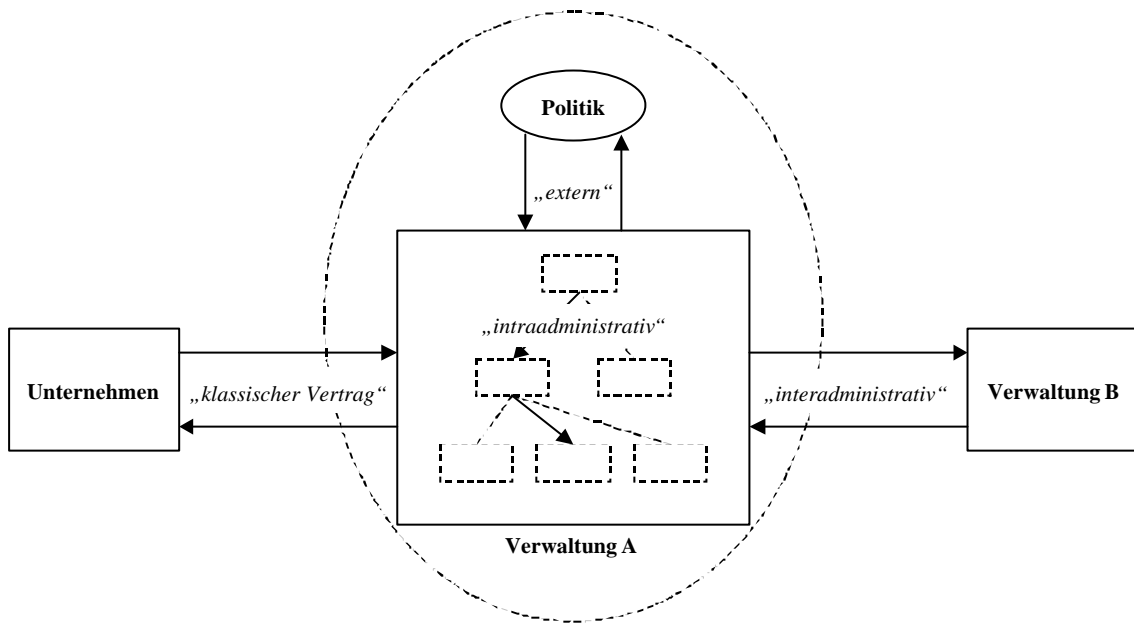 Politik
„extern“
„intraadministrativ“
Unternehmen
„klassischer Vertrag“
„interadministrativ“
Verwaltung B
Verwaltung A